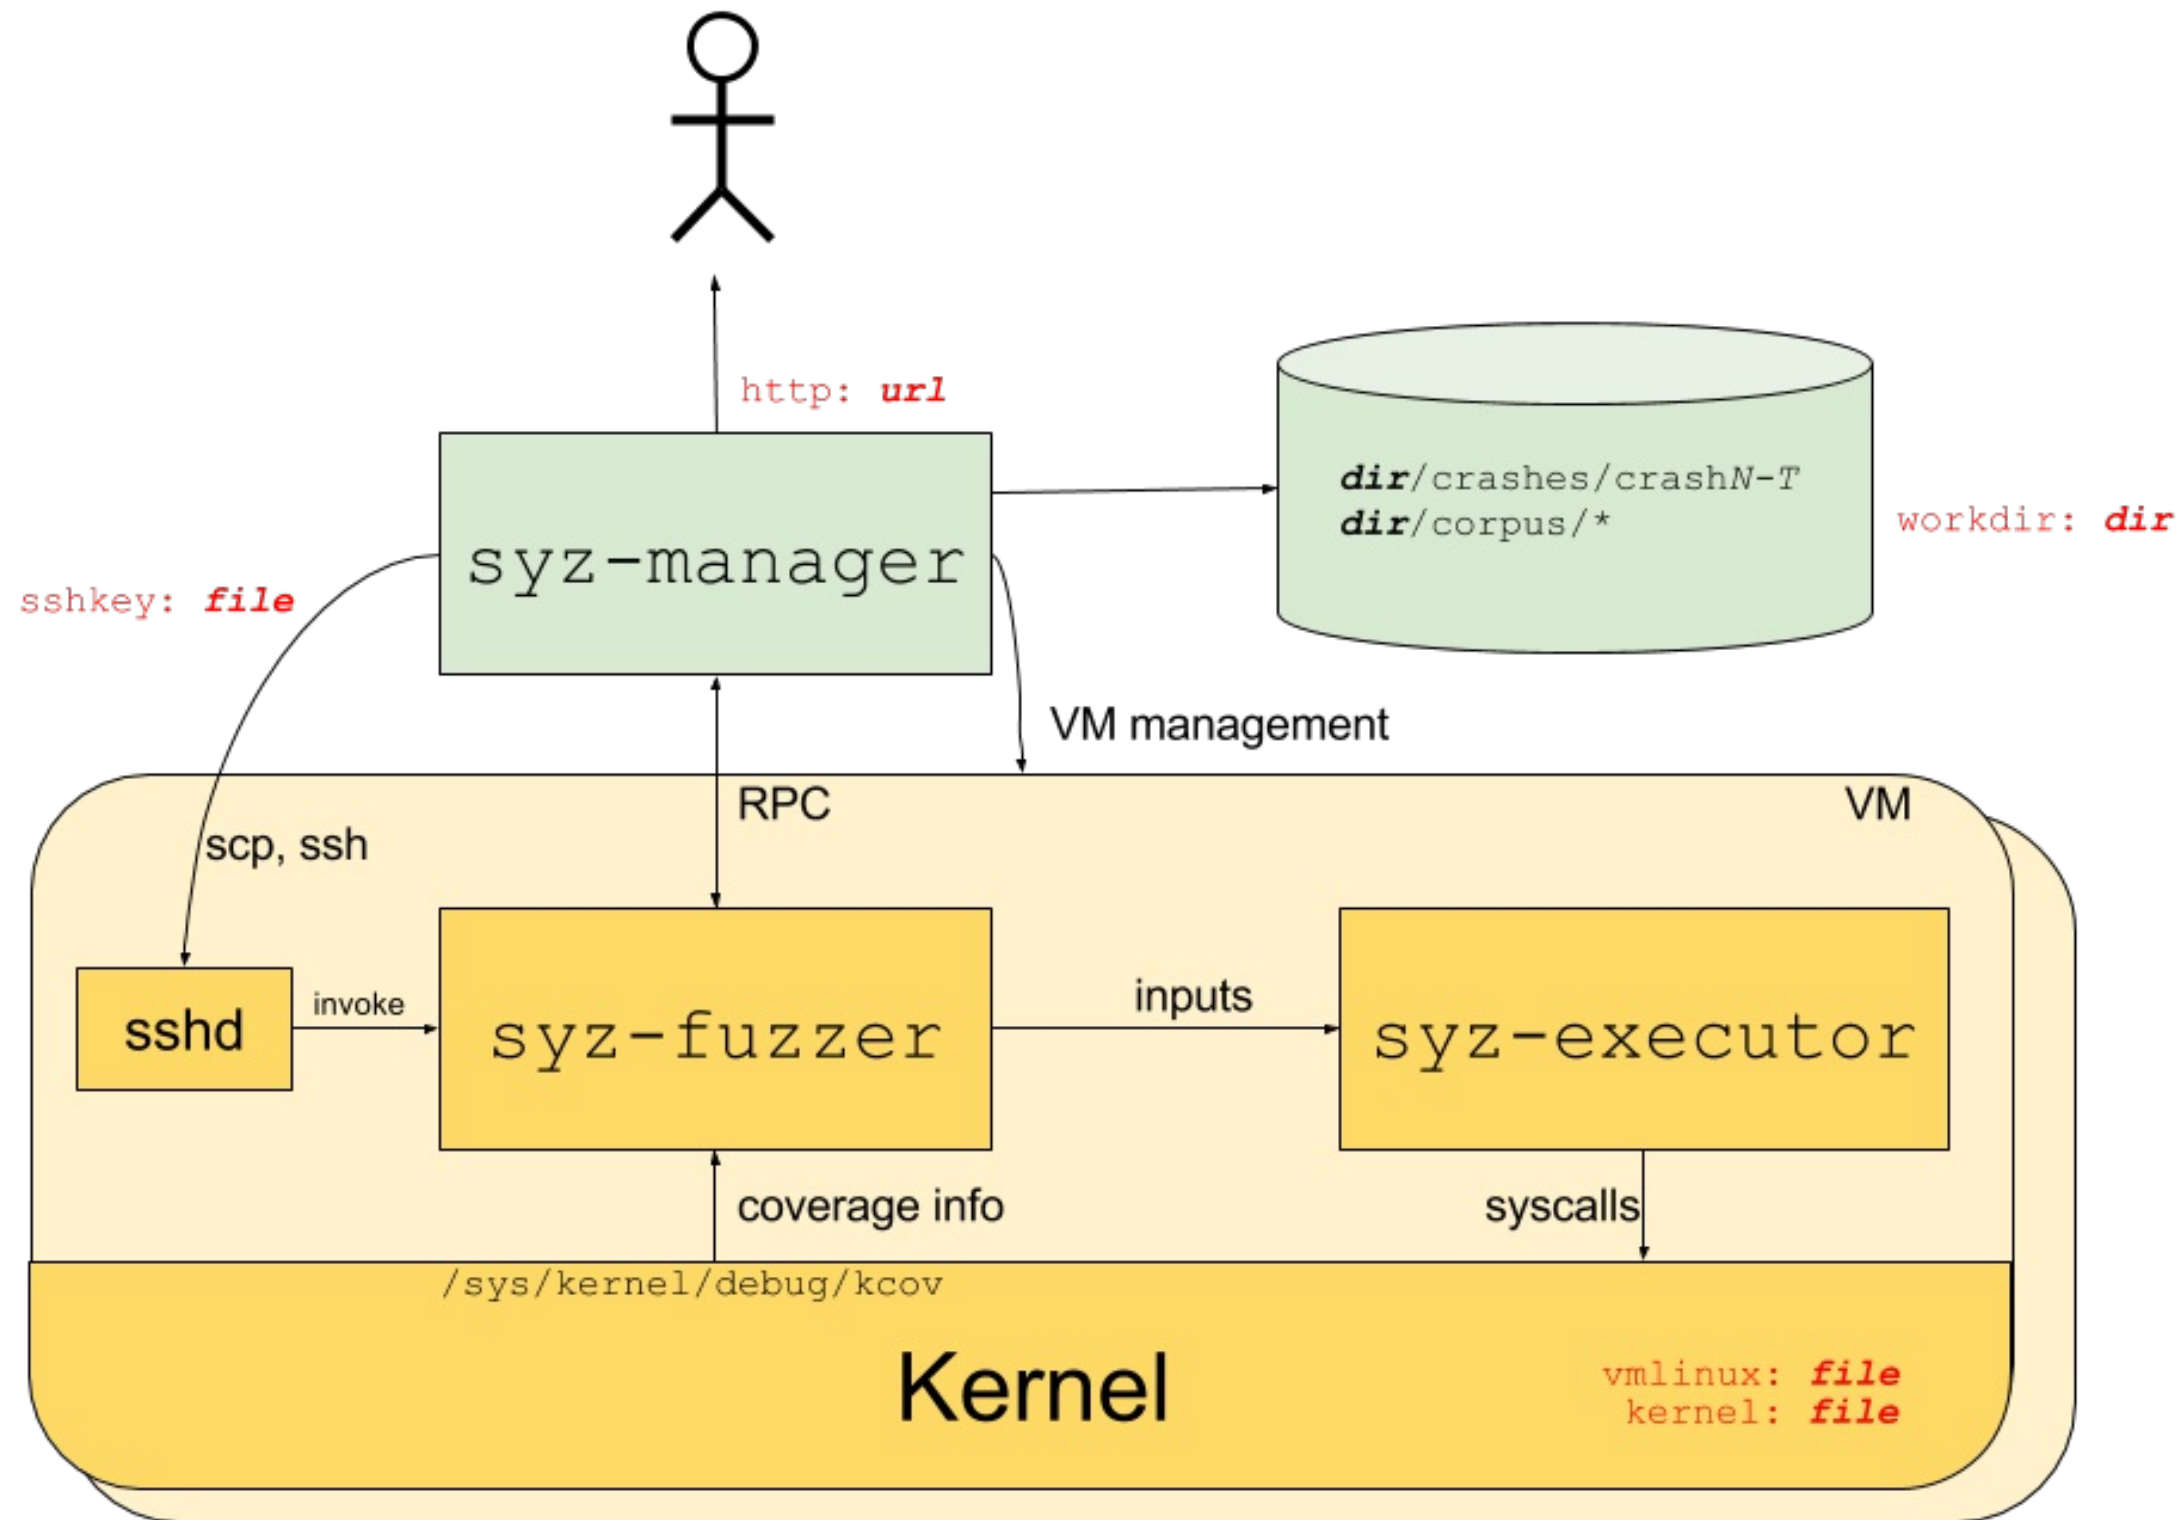 http: url
dir/crashes/crashN-T
dir/corpus/*
workdir: dir
syz-manager
sshkey: file
VM management
RPC
VM
scp, ssh
sshd
invoke
syz-fuzzer
inputs
syz-executor
coverage info
syscalls
/sys/kernel/debug/kcov
Kernel
vmlinux: file
kernel: file